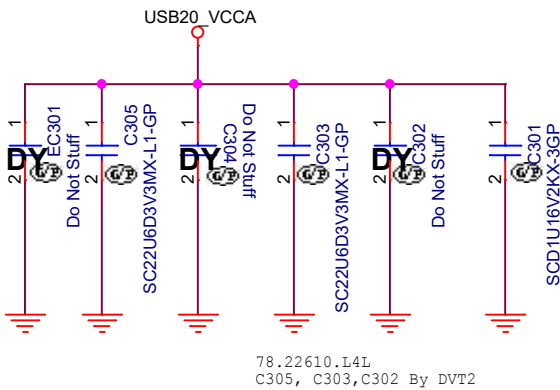 USB20_VCCA
1
2
DY
G/P
EC301
Do Not Stuff
1
2
G/P
C305
SC22U6D3V3MX-L1-GP
1
2
DY
G/P
C304
Do Not Stuff
1
2
G/P
C303
SC22U6D3V3MX-L1-GP
1
2
DY
G/P
C302
Do Not Stuff
1
2
G/P
C301
SCD1U16V2KX-3GP
78.22610.L4L
C305, C303,C302 By DVT2